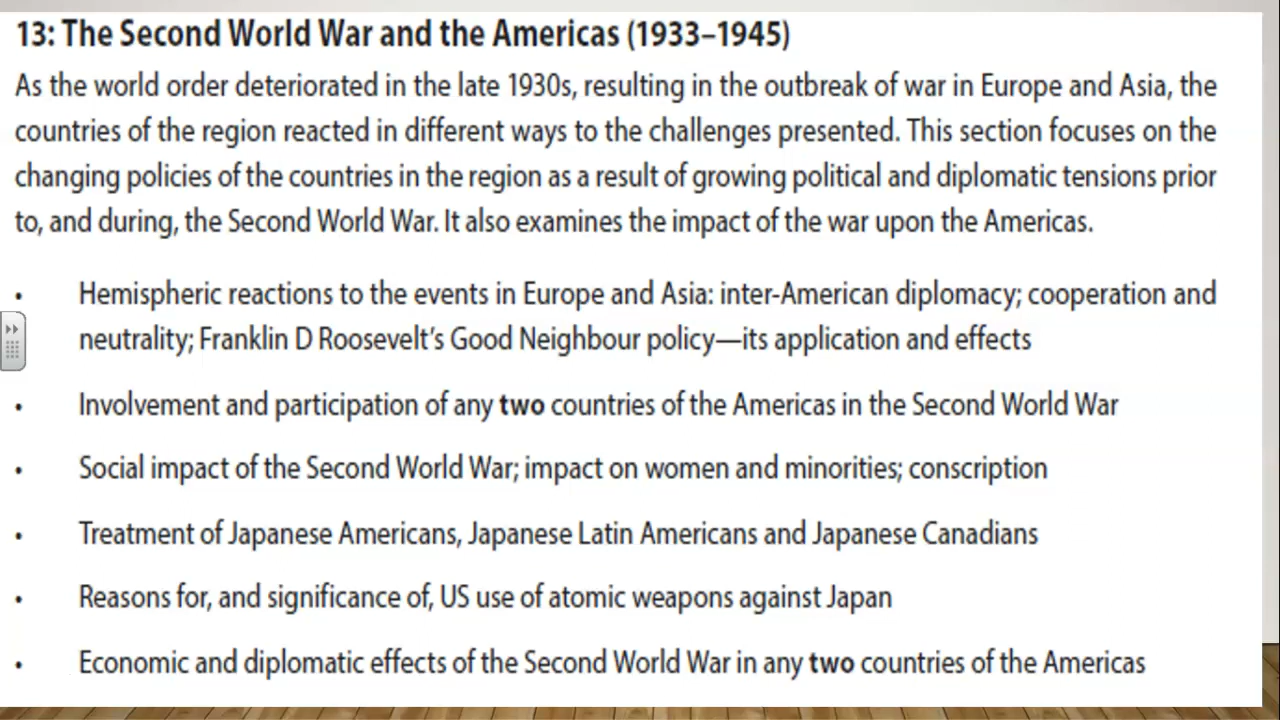 13: The Second World War and the Americas (1933–1945)
As the world order deteriorated in the late 1930s, resulting in the outbreak of war in Europe and Asia, the
countries of the region reacted in different ways to the challenges presented. This section focuses on the
changing policies of the countries in the region as a result of growing political and diplomatic tensions prior
to, and during, the Second World War. It also examines the impact of the war upon the Americas.
• Hemispheric reactions to the events in Europe and Asia: inter-American diplomacy; cooperation and
neutrality; Franklin D Roosevelt's Good Neighbour policy—its application and effects
• Involvement and participation of any two countries of the Americas in the Second World War
• Social impact of the Second World War; impact on women and minorities; conscription
• Treatment of Japanese Americans, Japanese Latin Americans and Japanese Canadians
• Reasons for, and significance of, US use of atomic weapons against Japan
• Economic and diplomatic effects of the Second World War in any two countries of the Americas